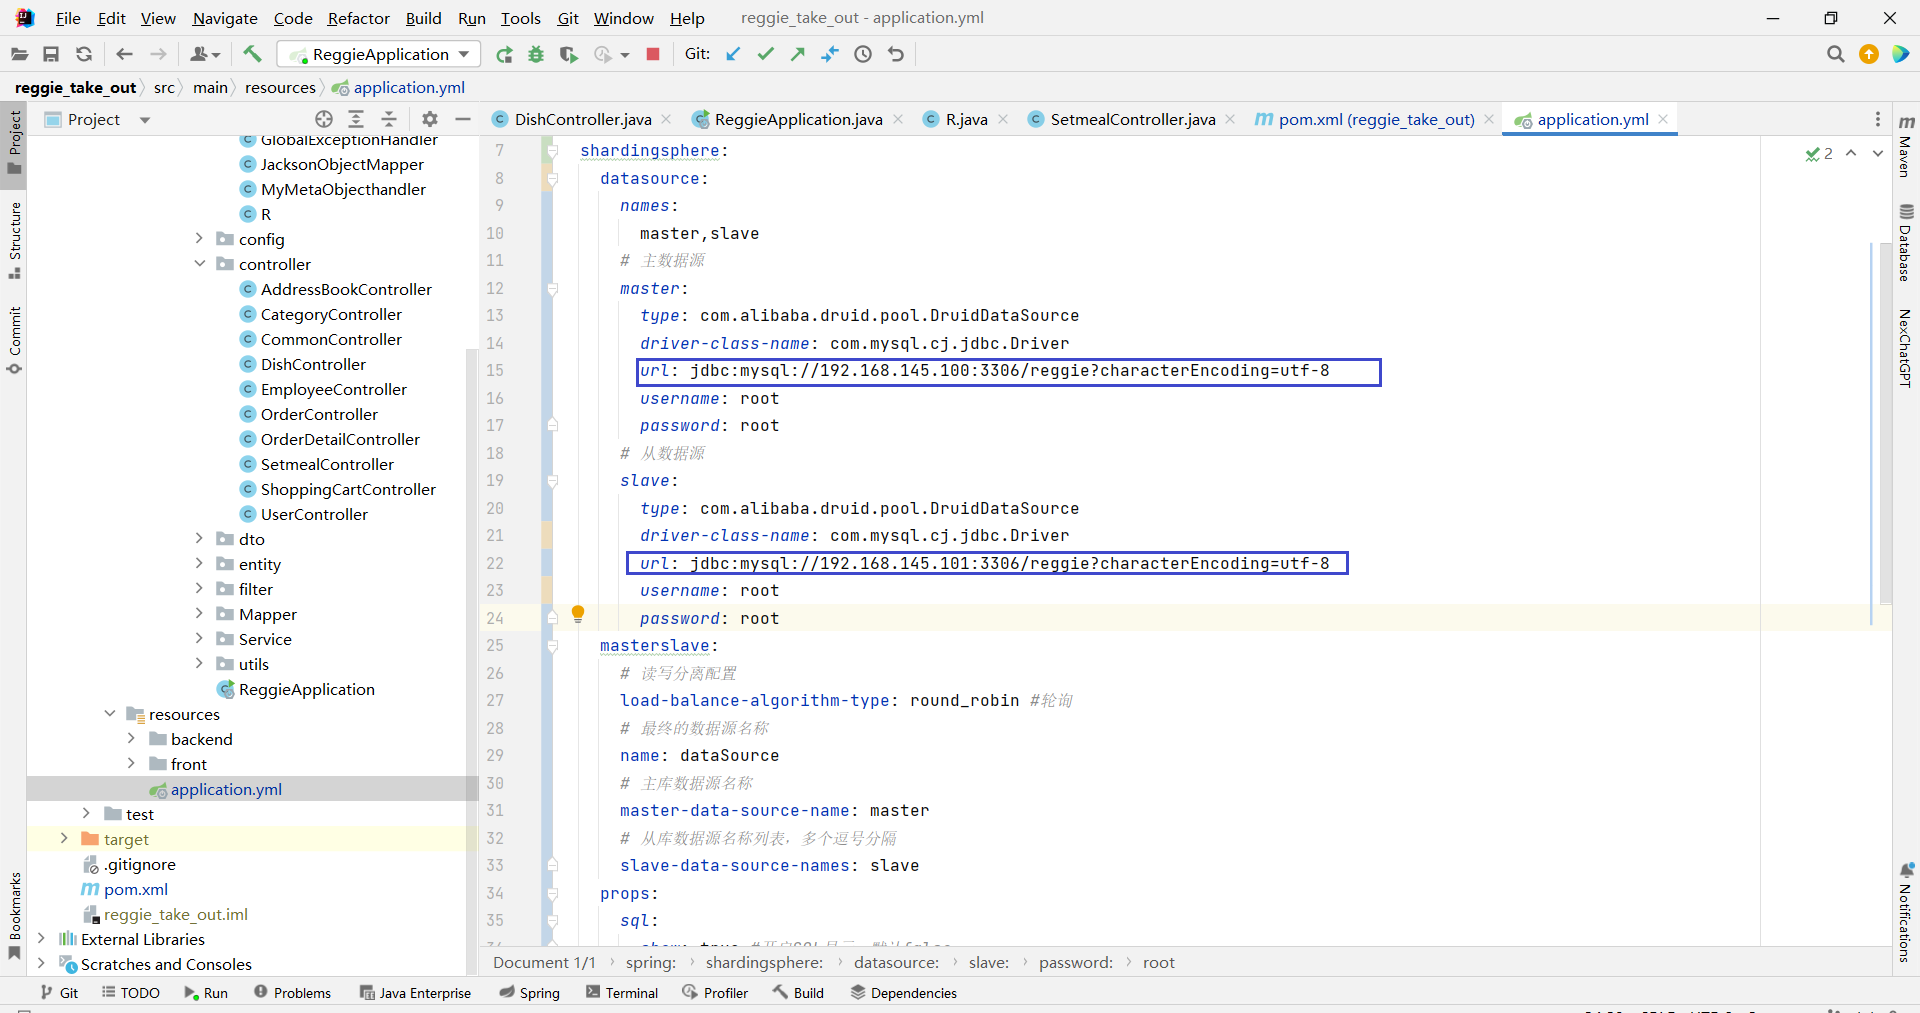 File Edit View Navigate Code Refactor Build Run Tools Git Window Help reggie_take_out - application.yml
ReggieApplication Git:
reggie_take_out src main resources application.yml
Project
DishController.java ReggieApplication.java R.java SetmealController.java pom.xml (reggie_take_out) application.yml
Project
Structure
Commit
Bookmarks
GlobalExceptionHandler
JacksonObjectMapper
MyMetaObjecthandler
R
config
controller
AddressBookController
CategoryController
CommonController
DishController
EmployeeController
OrderController
OrderDetailController
SetmealController
ShoppingCartController
UserController
dto
entity
filter
Mapper
Service
utils
ReggieApplication
resources
backend
front
application.yml
test
target
.gitignore
pom.xml
reggie_take_out.iml
External Libraries
Scratches and Consoles
7 shardingsphere:
8 datasource:
9 names:
10 master,slave
11 # 主数据源
12 master:
13 type: com.alibaba.druid.pool.DruidDataSource
14 driver-class-name: com.mysql.cj.jdbc.Driver
15 url: jdbc:mysql://192.168.145.100:3306/reggie?characterEncoding=utf-8
16 username: root
17 password: root
18 # 从数据源
19 slave:
20 type: com.alibaba.druid.pool.DruidDataSource
21 driver-class-name: com.mysql.cj.jdbc.Driver
22 url: jdbc:mysql://192.168.145.101:3306/reggie?characterEncoding=utf-8
23 username: root
24 password: root
25 masterslave:
26 # 读写分离配置
27 load-balance-algorithm-type: round_robin #轮询
28 # 最终的数据源名称
29 name: dataSource
30 # 主库数据源名称
31 master-data-source-name: master
32 # 从库数据源名称列表，多个逗号分隔
33 slave-data-source-names: slave
34 props:
35 sql:
2
Maven
Database
NexChatGPT
Notifications
Document 1/1 spring: shardingsphere: datasource: slave: password: root
Git TODO Run Problems Java Enterprise Spring Terminal Profiler Build Dependencies